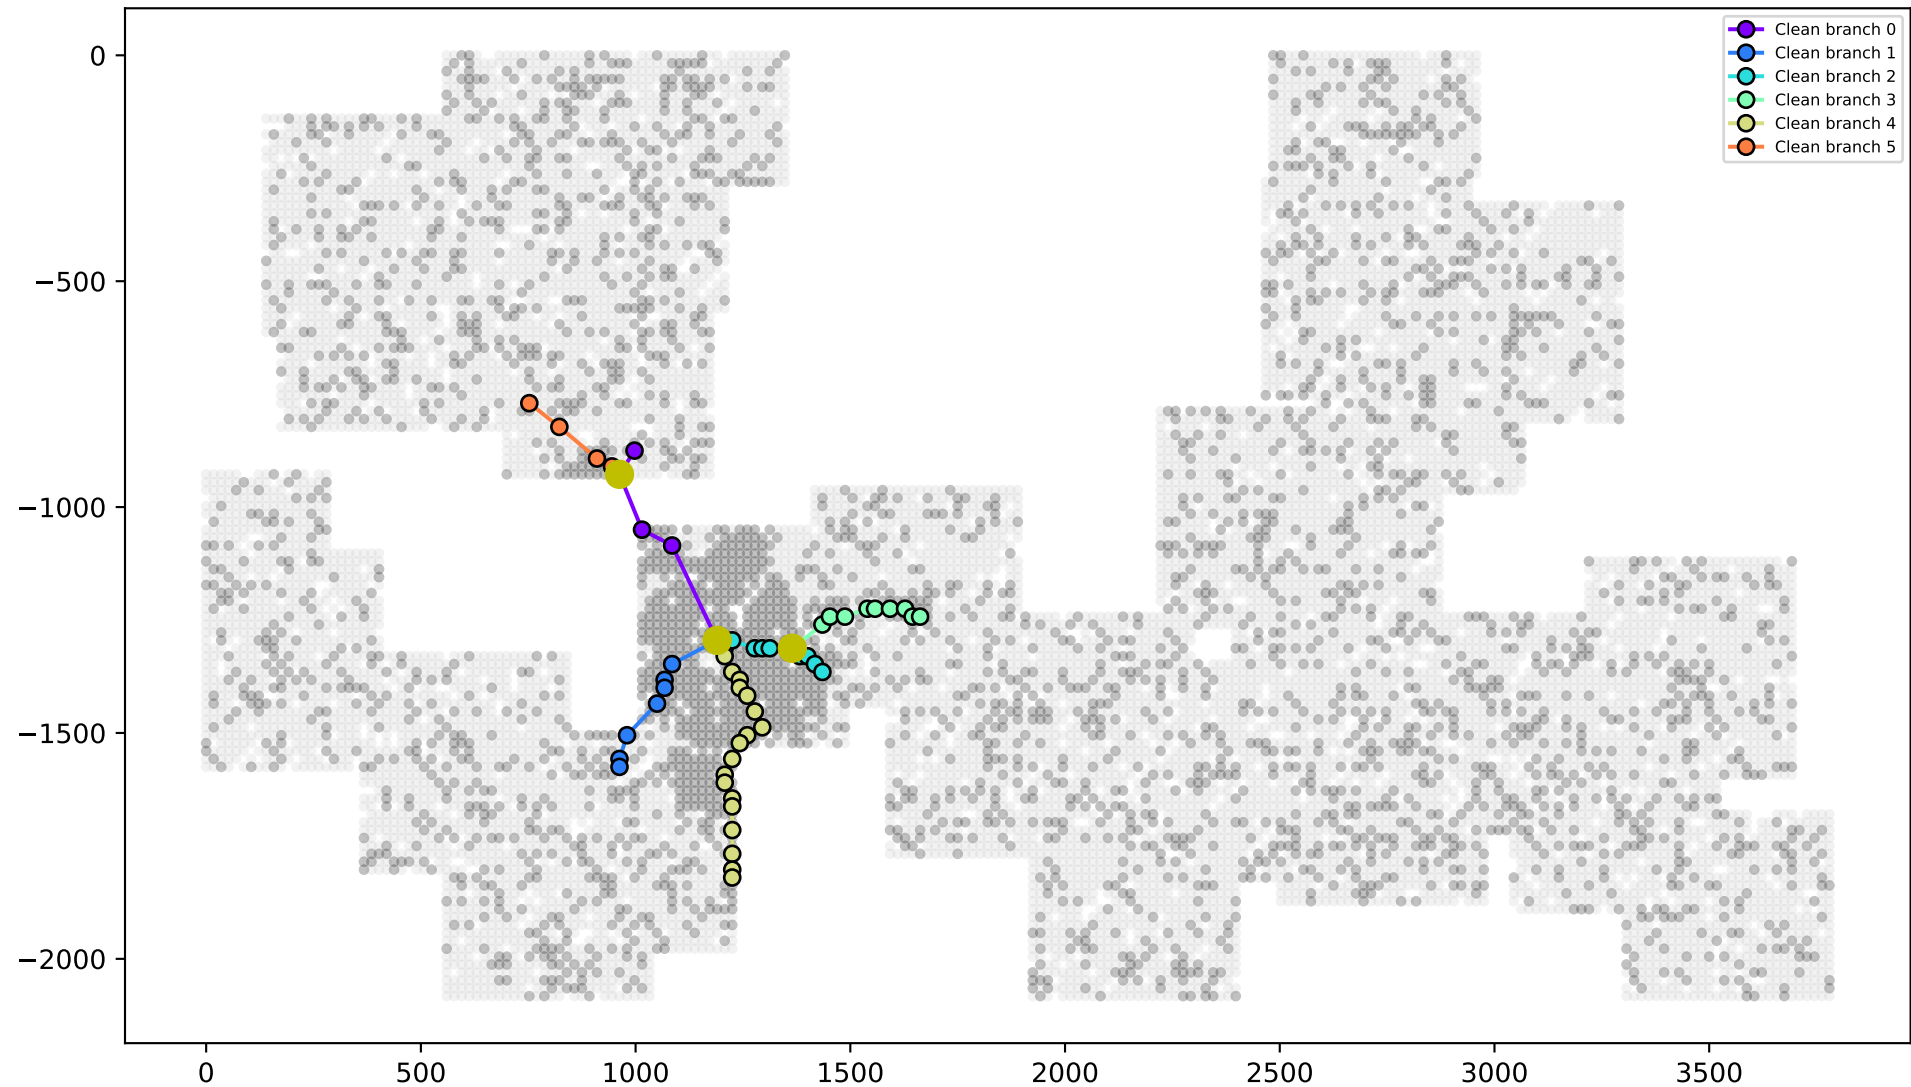 Clean branch 0
Clean branch 1
Clean branch 2
Clean branch 3
Clean branch 4
Clean branch 5
0
−500
−1000
−1500
−2000
0 500 1000 1500 2000 2500 3000 3500